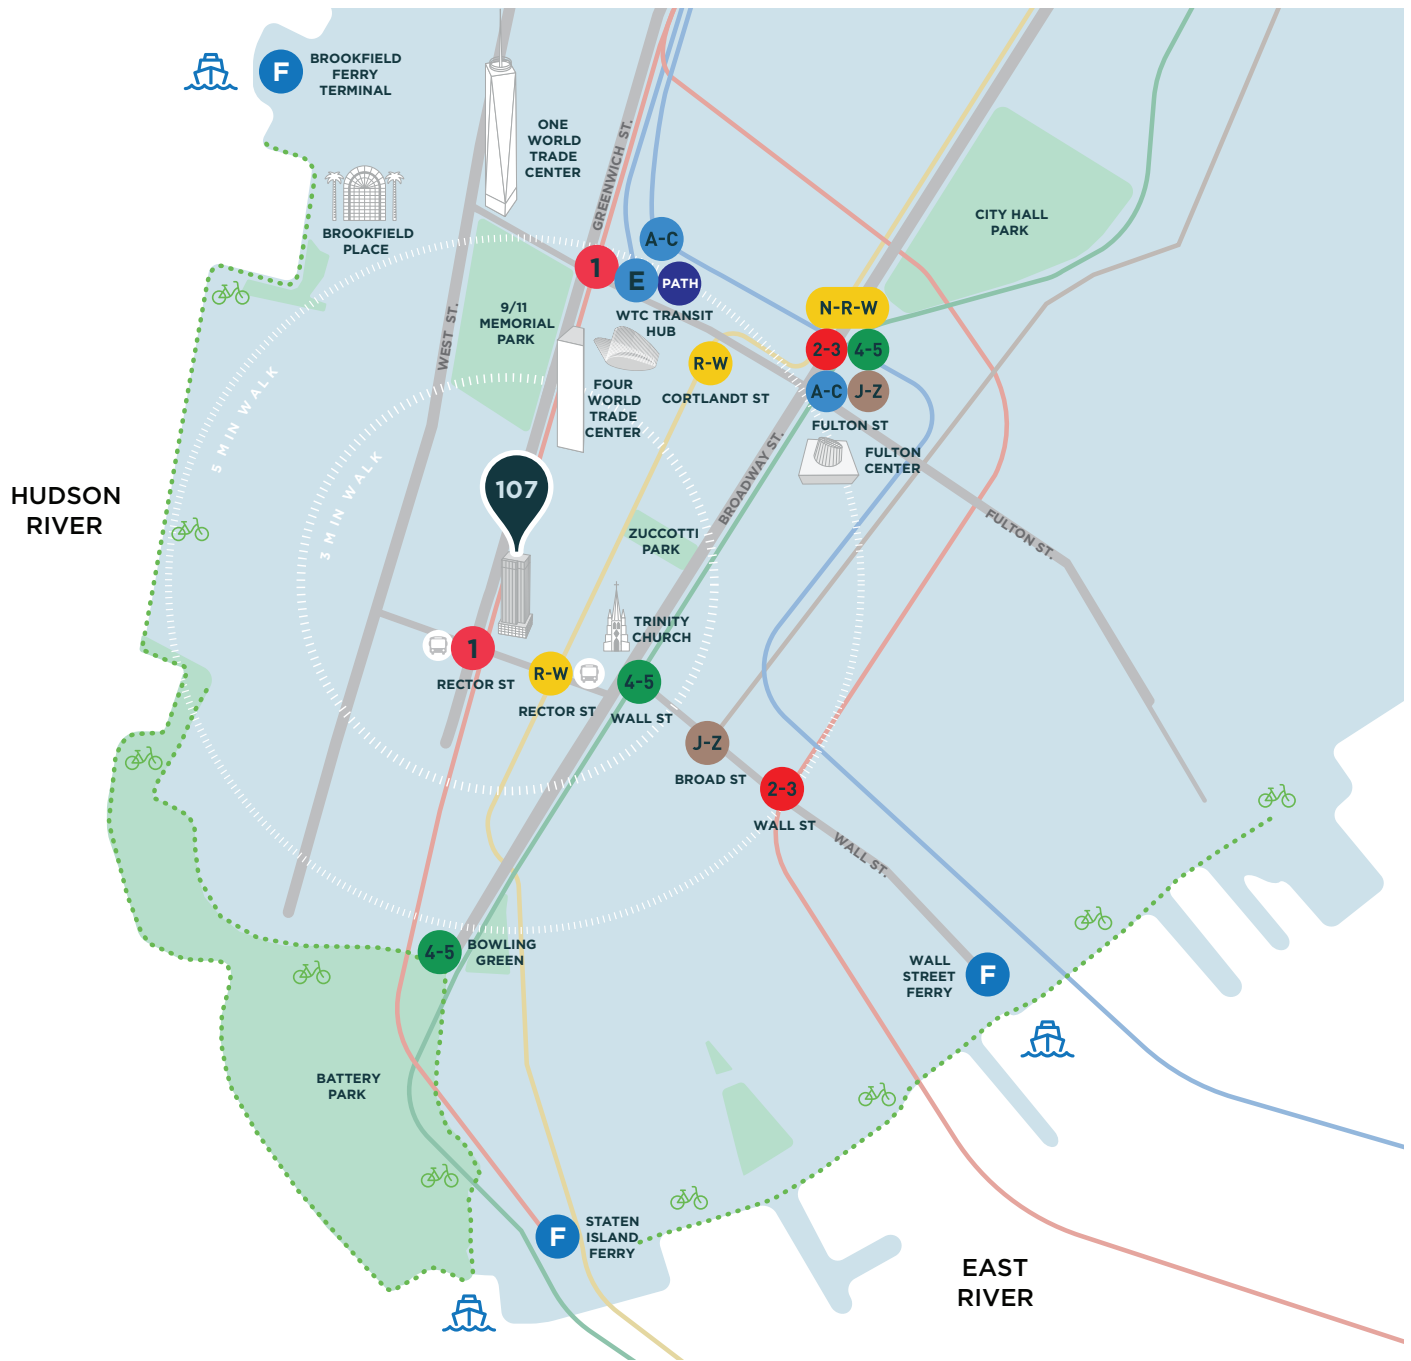 F
BROOKFIELD
FERRY
TERMINAL
ONE
WORLD
TRADE
CENTER
GREENWICH ST.
BROOKFIELD
PLACE
CITY HALL
PARK
A-C
1
E
PATH
WTC TRANSIT
HUB
N-R-W
2-3
4-5
A-C
J-Z
FULTON ST
FULTON
CENTER
9/11
MEMORIAL
PARK
WEST ST.
R-W
CORTLANDT ST
FOUR
WORLD
TRADE
CENTER
5 MIN WALK
3 MIN WALK
BROADWAY ST.
HUDSON
RIVER
107
FULTON ST.
ZUCCOTTI
PARK
TRINITY
CHURCH
1
RECTOR ST
R-W
RECTOR ST
4-5
WALL ST
J-Z
BROAD ST
2-3
WALL ST
WALL ST.
4-5
BOWLING
GREEN
WALL
STREET
FERRY
F
BATTERY
PARK
F
STATEN
ISLAND
FERRY
EAST
RIVER